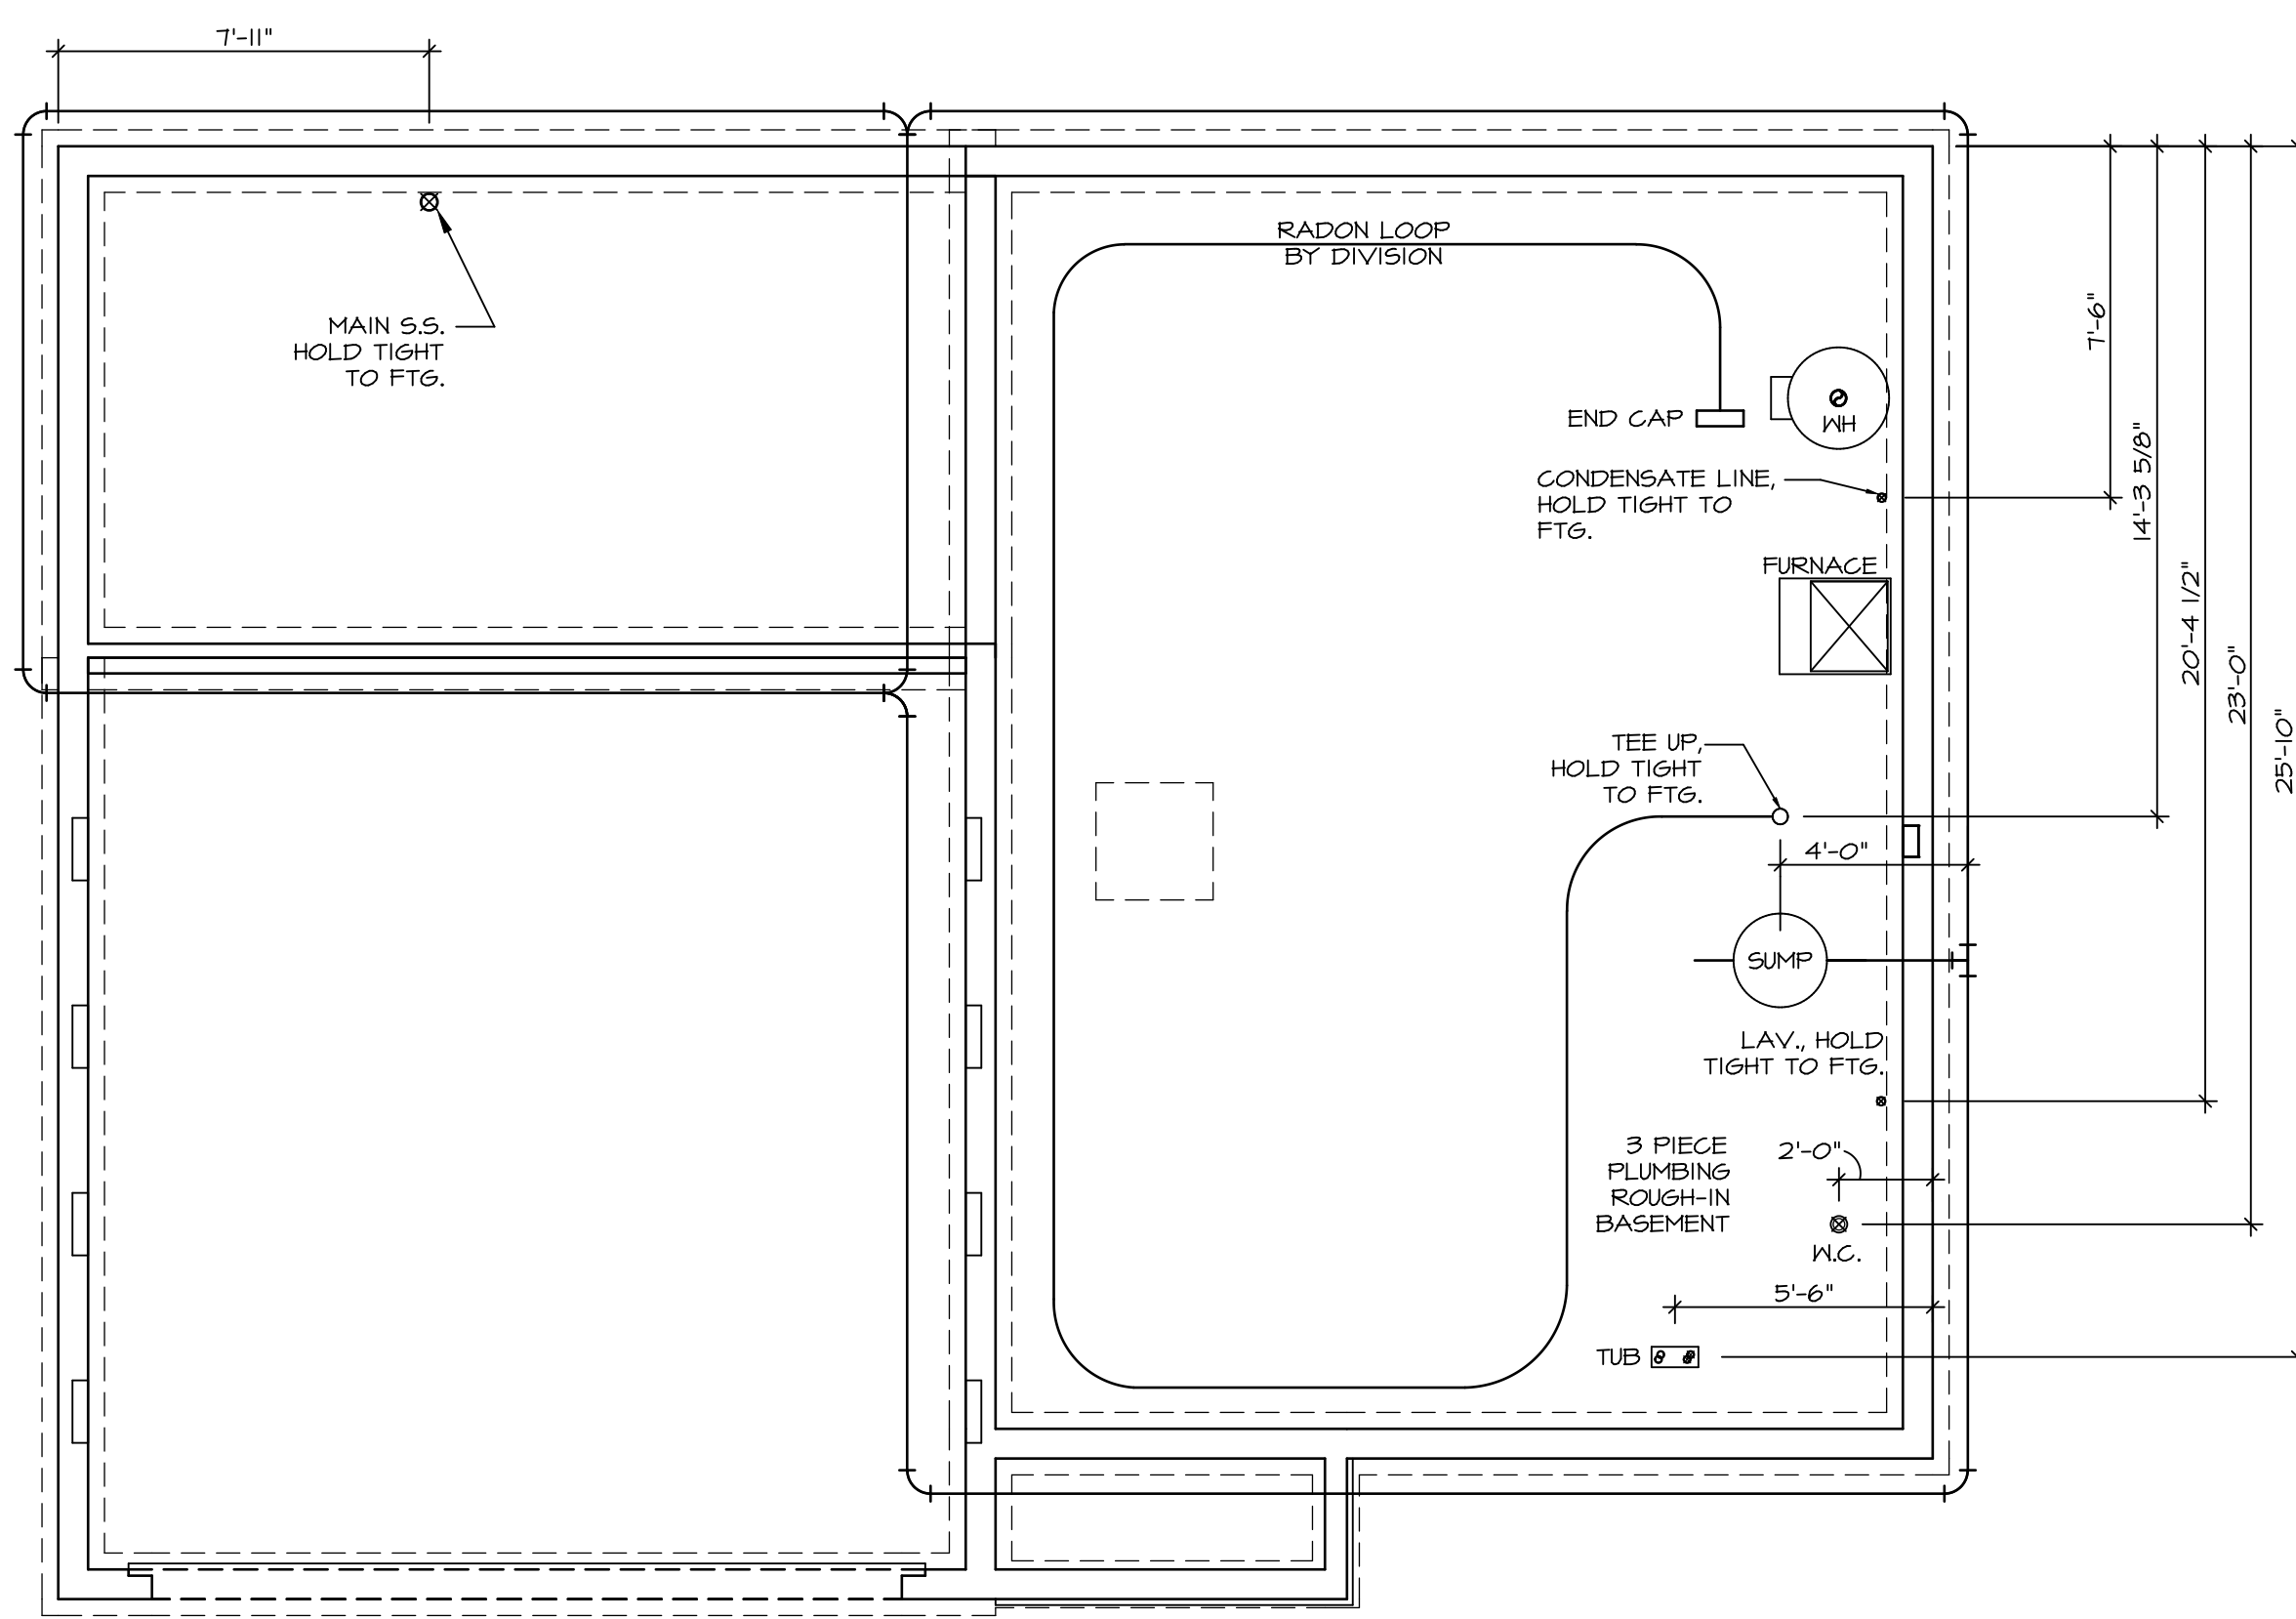 7'-11"
RADON LOOP
BY DIVISION
MAIN S.S.
HOLD TIGHT
TO FTG.
END CAP
WH
CONDENSATE LINE,
HOLD TIGHT TO
FTG.
FURNACE
7'-6"
14'-3 5/8"
20'-4 1/2"
23'-0"
25'-10"
TEE UP,
HOLD TIGHT
TO FTG.
4'-0"
SUMP
LAV., HOLD
TIGHT TO FTG.
3 PIECE
PLUMBING
ROUGH-IN
BASEMENT
2'-0"
W.C.
5'-6"
TUB